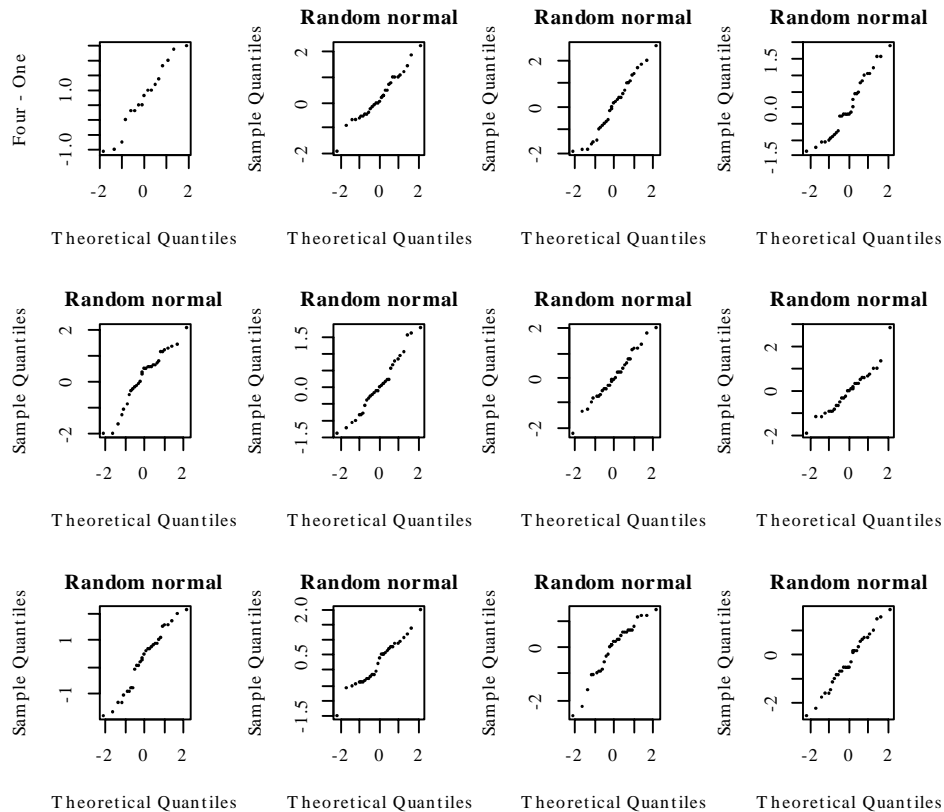 Random normal Random normal Random normal
Four - One
1.0
-1.0
-2 0 2
Theoretical Quantiles
Sample Quantiles
2
0
-2
-2 0 2
Theoretical Quantiles
Sample Quantiles
2
0
-2
-2 0 2
Theoretical Quantiles
Sample Quantiles
1.5
0.0
-1.5
-2 0 2
Theoretical Quantiles
Random normal Random normal Random normal Random normal
Sample Quantiles
2
0
-2
-2 0 2
Theoretical Quantiles
Sample Quantiles
1.5
0.0
-1.5
-2 0 2
Theoretical Quantiles
Sample Quantiles
2
0
-2
-2 0 2
Theoretical Quantiles
Sample Quantiles
2
0
-2
-2 0 2
Theoretical Quantiles
Random normal Random normal Random normal Random normal
Sample Quantiles
1
-1
-2 0 2
Theoretical Quantiles
Sample Quantiles
2.0
0.5
-1.5
-2 0 2
Theoretical Quantiles
Sample Quantiles
0
-2
-2 0 2
Theoretical Quantiles
Sample Quantiles
0
-2
-2 0 2
Theoretical Quantiles